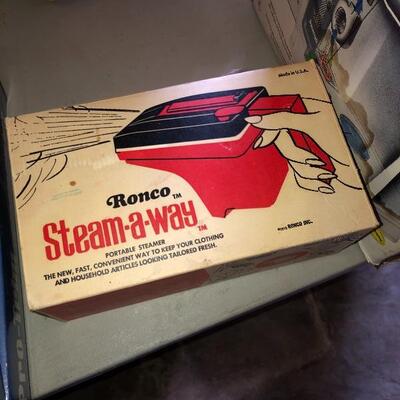 Made in U.S.A.
Ronco™
Steam-a-way™
PORTABLE STEAMER
THE NEW, FAST, CONVENIENT WAY TO KEEP YOUR CLOTHING
AND HOUSEHOLD ARTICLES LOOKING TAILORED FRESH.
RONCO INC.